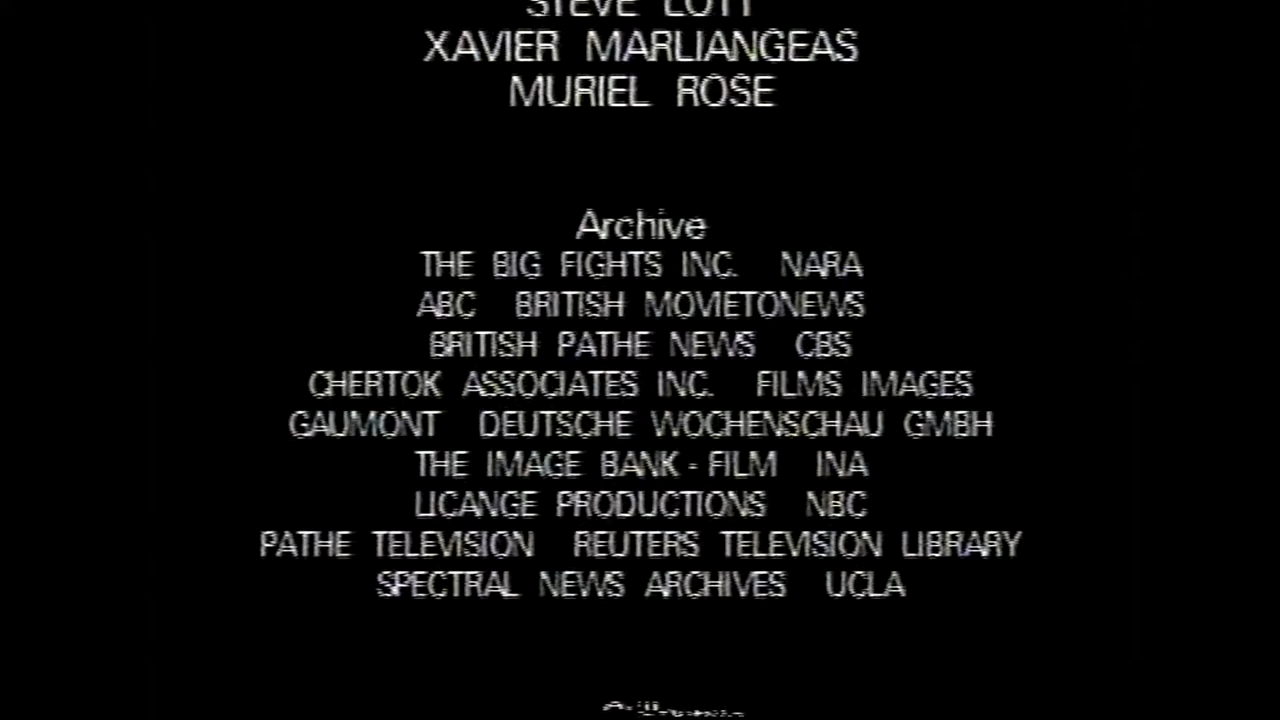 STEVE LOTT
XAVIER MARLIANGEAS
MURIEL ROSE
Archive
THE BIG FIGHTS INC. NARA
ABC BRITISH MOVIETONEWS
BRITISH PATHE NEWS CBS
CHERTOK ASSOCIATES INC. FILMS IMAGES
GAUMONT DEUTSCHE WOCHENSCHAU GMBH
THE IMAGE BANK - FILM INA
LICANGE PRODUCTIONS NBC
PATHE TELEVISION REUTERS TELEVISION LIBRARY
SPECTRAL NEWS ARCHIVES UCLA